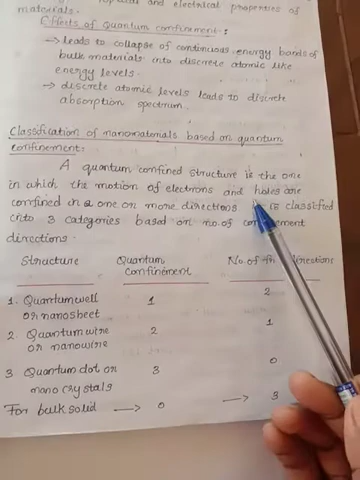 optical and electrical properties of
materials.
Effects of Quantum confinement :
→ leads to collapse of continuous energy bands of
bulk materials into discrete atomic like
energy levels.
→ discrete atomic levels leads to discrete
absorption spectrum.
Classification of nanomaterials based on quantum
confinement:
A quantum confined structure is the one
in which the motion of electrons and holes are
confined in one or more directions. is classified
into 3 categories based on no. of confinement
directions.
Structure Quantum Confinement No. of directions
1. Quantumwell or nanosheet 1 2
2. Quantumwire or nanowire 2 1
3 Quantum dot or nano crystals 3 0
For bulk solid → 0 → 3